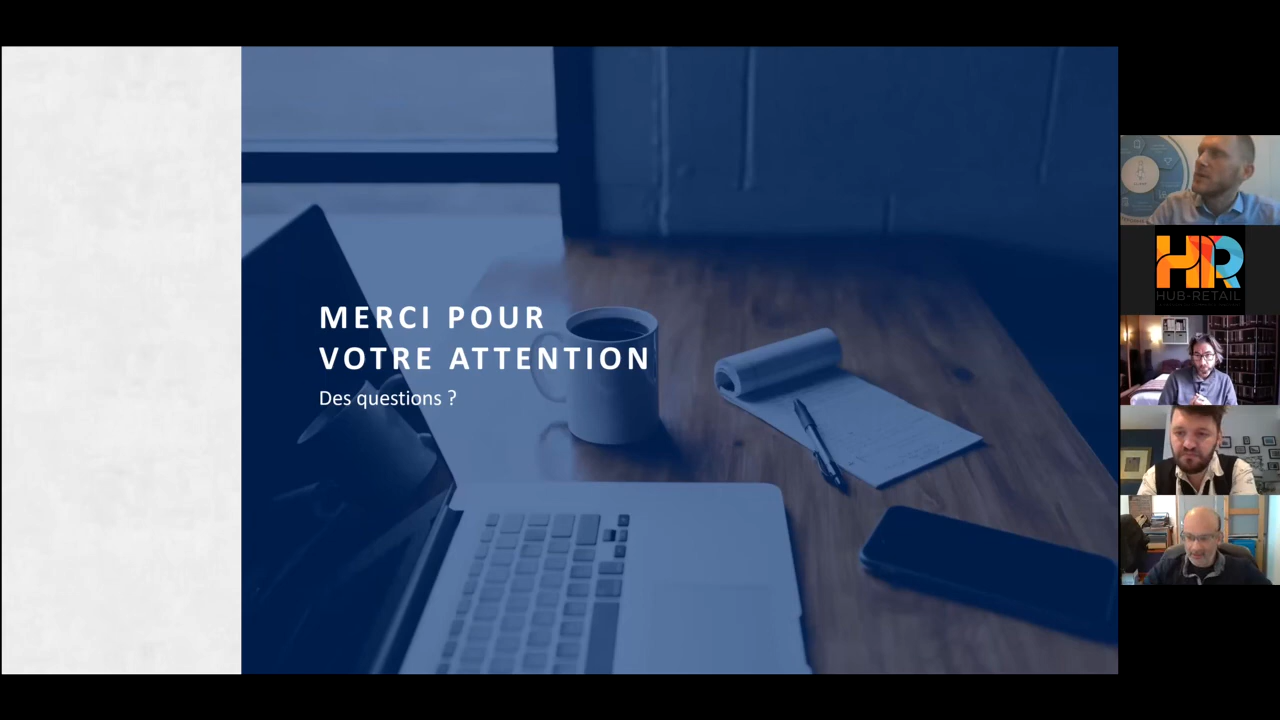 MERCI POUR
VOTRE ATTENTION
Des questions ?
HR
HUB-RETAIL